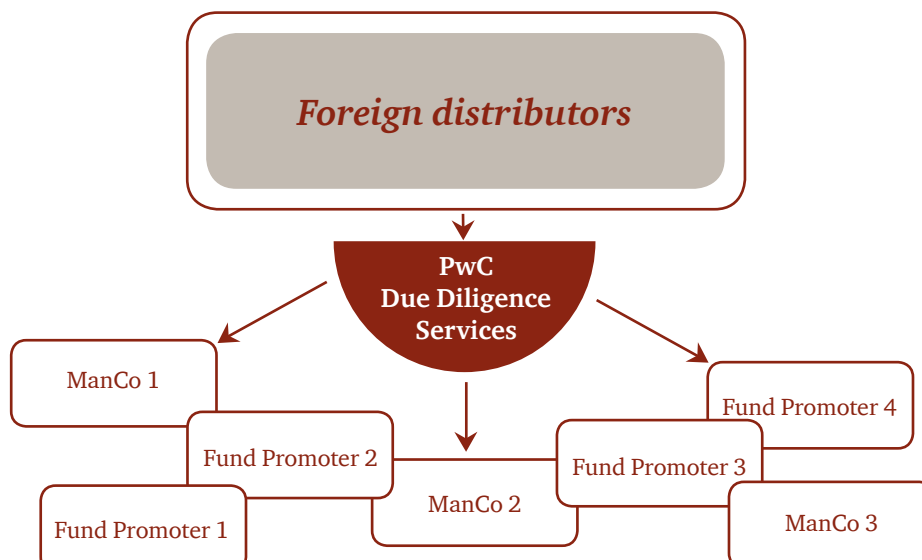 Foreign distributors
PwC
Due Diligence
Services
ManCo 1
Fund Promoter 4
Fund Promoter 2
Fund Promoter 3
ManCo 2
Fund Promoter 1
ManCo 3